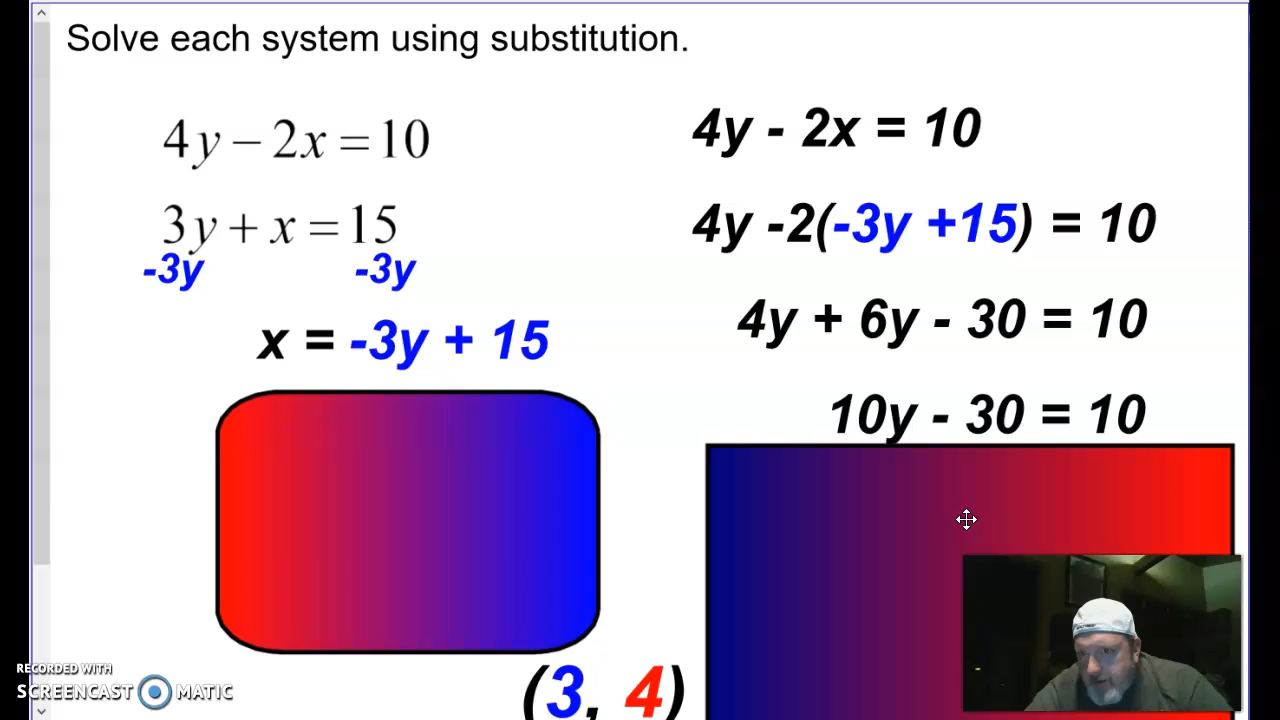 Solve each system using substitution.
4y − 2x = 10
3y + x = 15
-3y -3y
x = -3y + 15
4y - 2x = 10
4y -2(-3y +15) = 10
4y + 6y - 30 = 10
10y - 30 = 10
(3, 4)
RECORDED WITH
SCREENCAST MATIC